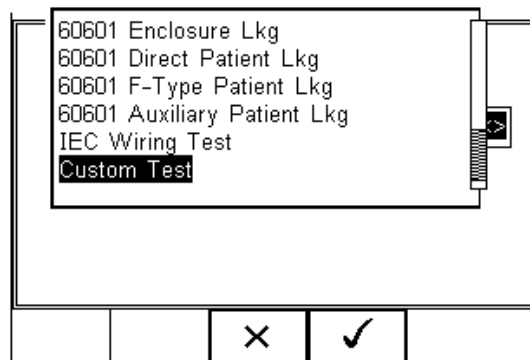 60601 Enclosure Lkg
60601 Direct Patient Lkg
60601 F-Type Patient Lkg
60601 Auxiliary Patient Lkg
IEC Wiring Test
Custom Test